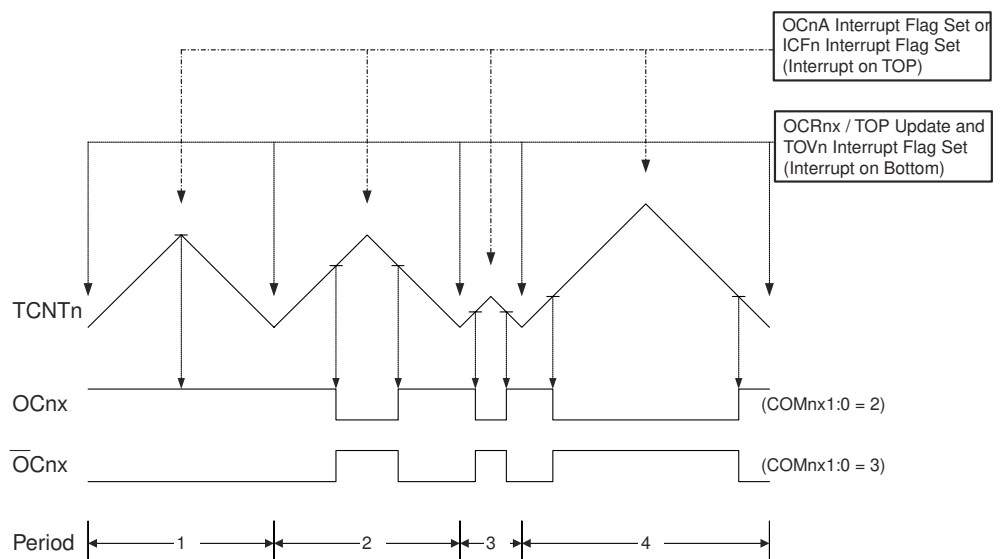 OCnA Interrupt Flag Set or
ICFn Interrupt Flag Set
(Interrupt on TOP)
OCRnx / TOP Update and
TOVn Interrupt Flag Set
(Interrupt on Bottom)
TCNTn
OCnx
(COMnx1:0 = 2)
OCnx
(COMnx1:0 = 3)
Period 1 2 3 4